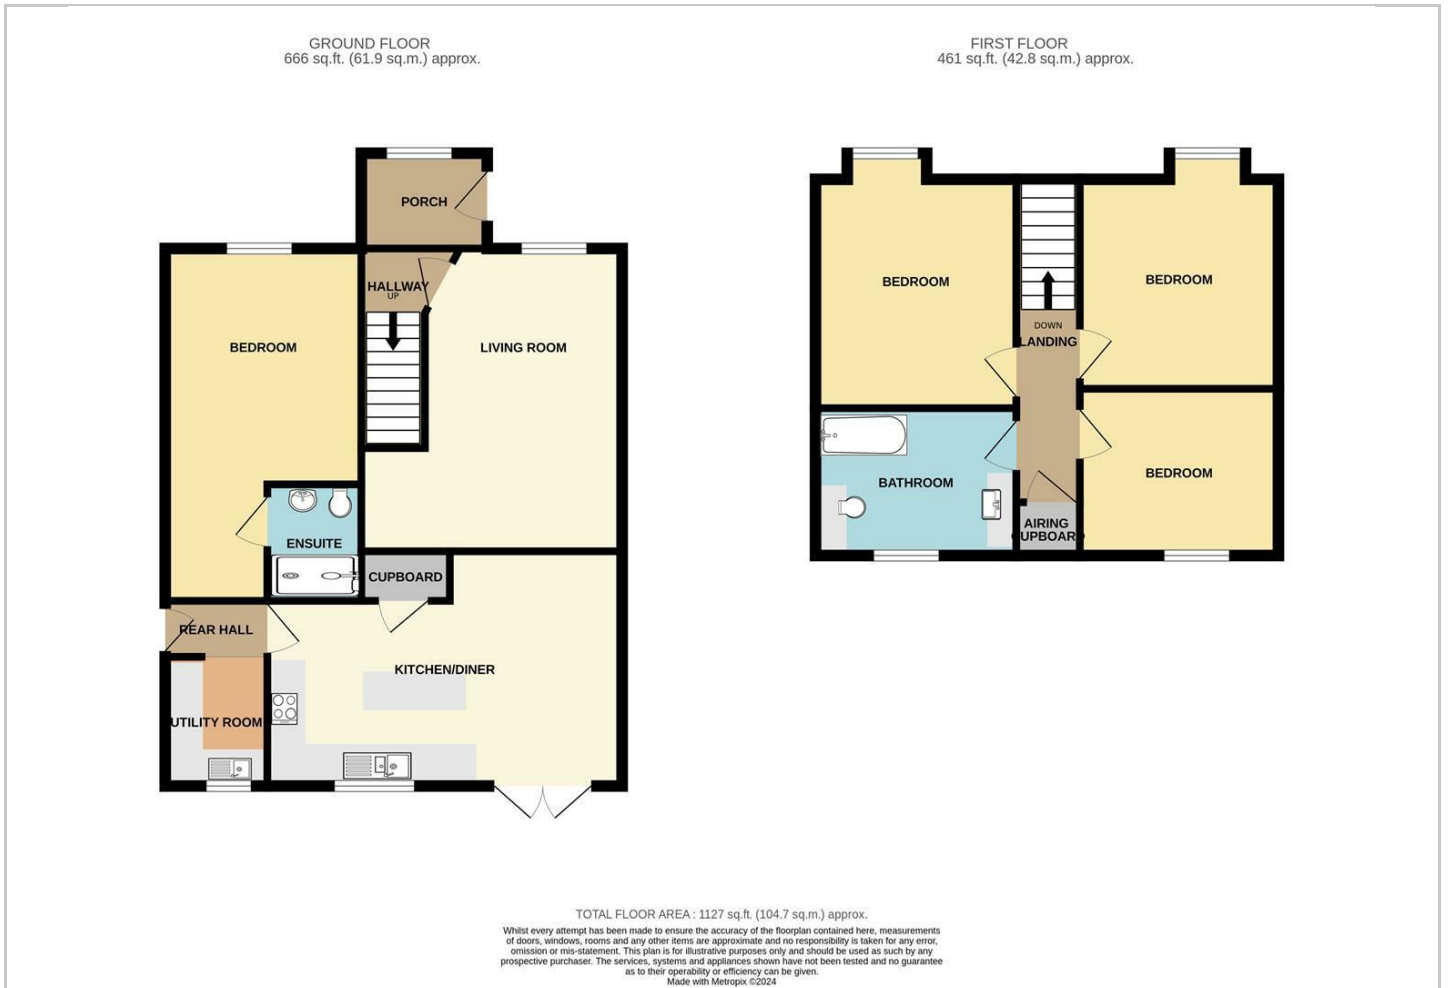 GROUND FLOOR
666 sq.ft. (61.9 sq.m.) approx.
PORCH
HALLWAY
UP
BEDROOM
LIVING ROOM
ENSUITE
CUPBOARD
REAR HALL
KITCHEN/DINER
UTILITY ROOM
FIRST FLOOR
461 sq.ft. (42.8 sq.m.) approx.
BEDROOM
BEDROOM
DOWN
LANDING
BATHROOM
BEDROOM
AIRING
CUPBOARD
TOTAL FLOOR AREA : 1127 sq.ft. (104.7 sq.m.) approx.
Whilst every attempt has been made to ensure the accuracy of the floorplan contained here, measurements
of doors, windows, rooms and any other items are approximate and no responsibility is taken for any error,
omission or mis-statement. This plan is for illustrative purposes only and should be used as such by any
prospective purchaser. The services, systems and appliances shown have not been tested and no guarantee
as to their operability or efficiency can be given.
Made with Metropix ©2024